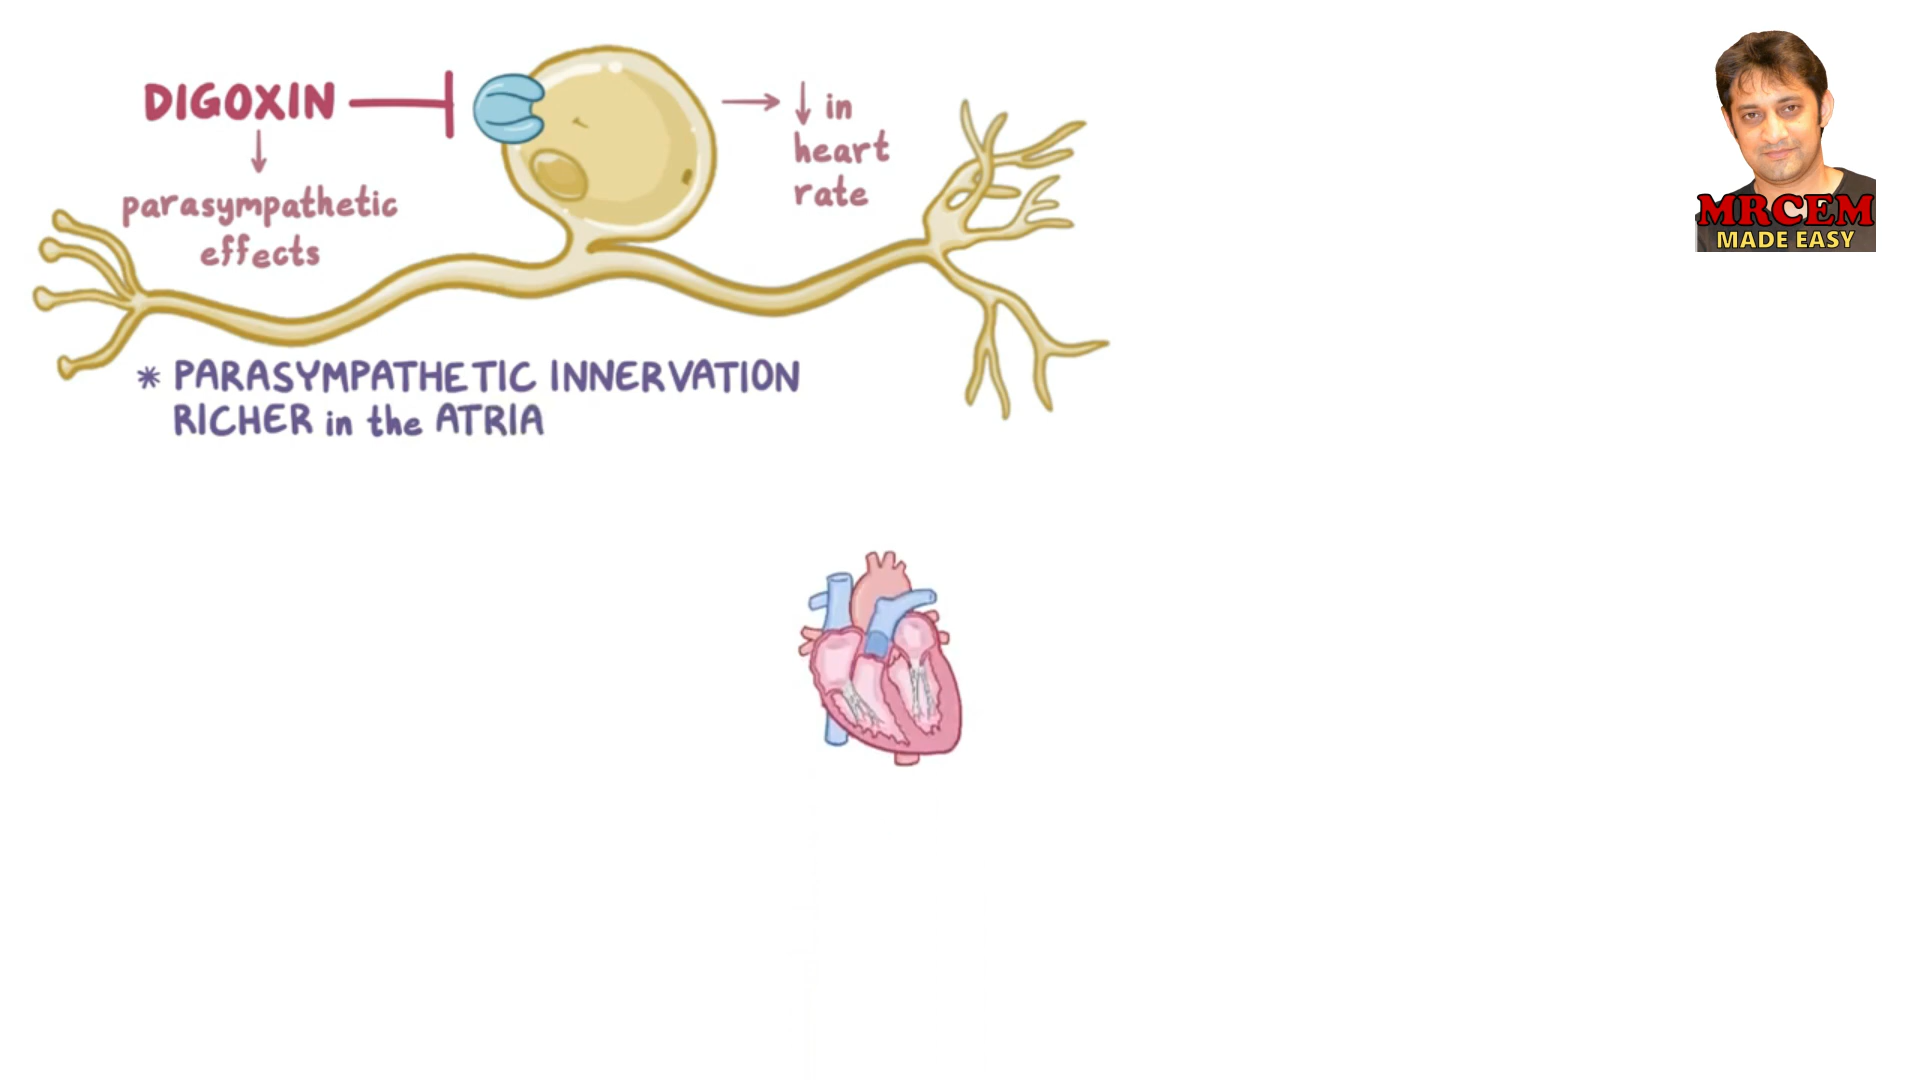 DIGOXIN
parasympathetic
effects
↓ in
heart
rate
* PARASYMPATHETIC INNERVATION
RICHER in the ATRIA
MRCEM
MADE EASY